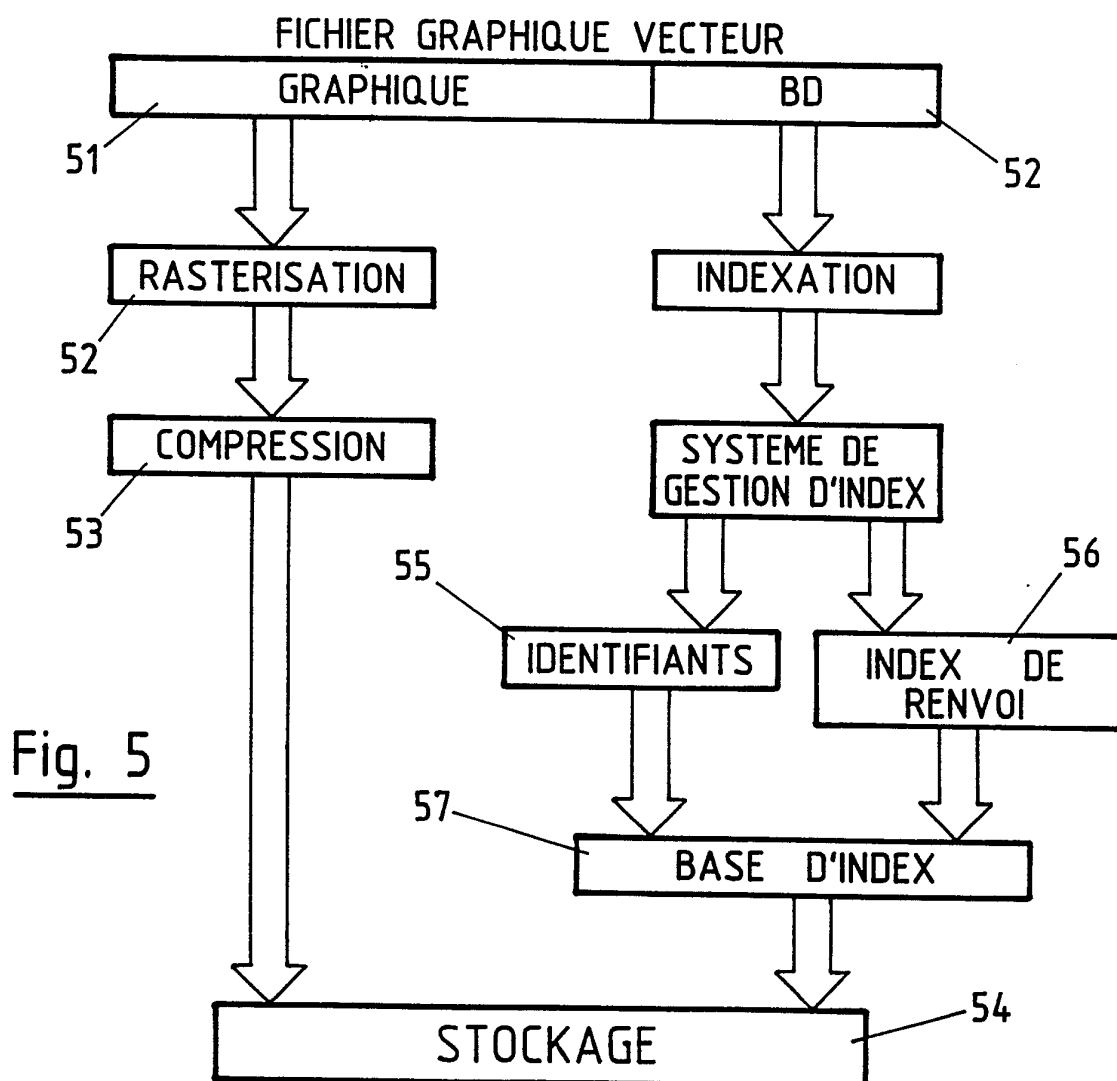 FICHIER GRAPHIQUE VECTEUR
GRAPHIQUE BD
51 52
RASTERISATION INDEXATION
52
COMPRESSION SYSTEME DE
GESTION D'INDEX
53
55 56
IDENTIFIANTS INDEX DE
RENVOI
Fig. 5
57
BASE D'INDEX
54
STOCKAGE